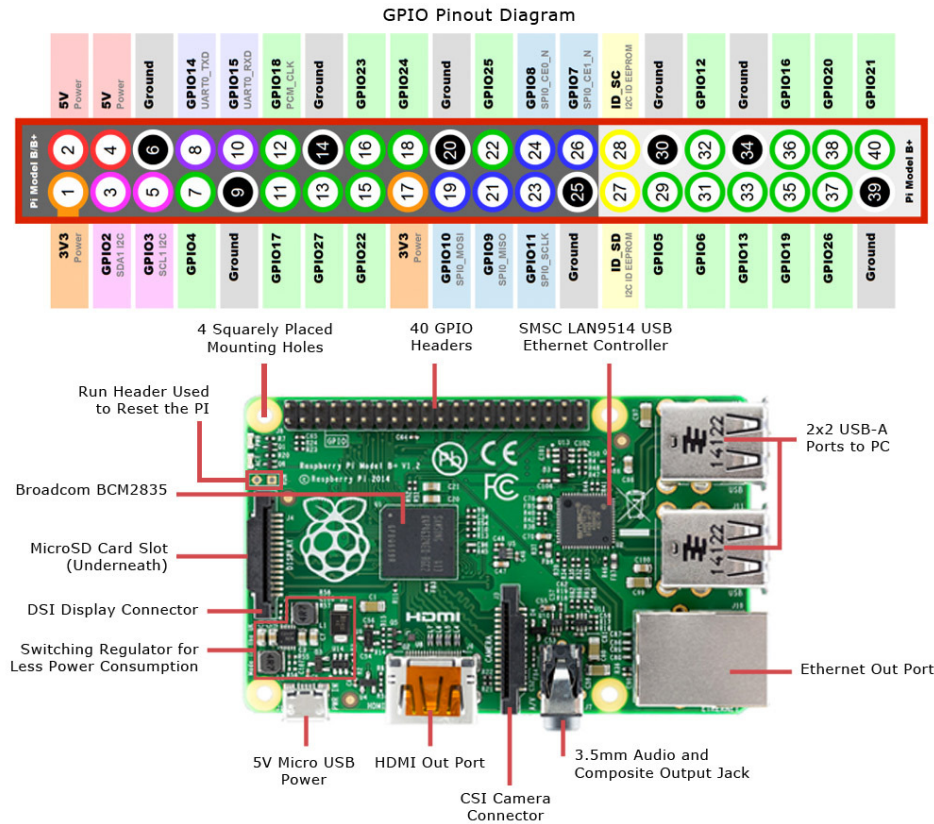 GPIO Pinout Diagram
5V
Power
5V
Power
Ground
GPIO14
UART0_TXD
GPIO15
UART0_RXD
GPIO18
PCM_CLK
Ground
GPIO23
GPIO24
Ground
GPIO25
GPIO8
SPI0_CE0_N
GPIO7
SPI0_CE1_N
ID_SC
I2C ID EEPROM
Ground
GPIO12
Ground
GPIO16
GPIO20
GPIO21
Pi Model B/B+
2 4 6 8 10 12 14 16 18 20 22 24 26 28 30 32 34 36 38 40
1 3 5 7 9 11 13 15 17 19 21 23 25 27 29 31 33 35 37 39
Pi Model B+
3V3
Power
GPIO2
SDA1 I2C
GPIO3
SCL1 I2C
GPIO4
Ground
GPIO17
GPIO27
GPIO22
3V3
Power
GPIO10
SPI0_MOSI
GPIO9
SPI0_MISO
GPIO11
SPI0_SCLK
Ground
ID_SD
I2C ID EEPROM
GPIO5
GPIO6
GPIO13
GPIO19
GPIO26
Ground
4 Squarely Placed
Mounting Holes
40 GPIO
Headers
SMSC LAN9514 USB
Ethernet Controller
Run Header Used
to Reset the PI
2x2 USB-A
Ports to PC
Broadcom BCM2835
MicroSD Card Slot
(Underneath)
DSI Display Connector
Switching Regulator for
Less Power Consumption
Ethernet Out Port
5V Micro USB
Power
HDMI Out Port
CSI Camera
Connector
3.5mm Audio and
Composite Output Jack
GPIO
Raspberry Pi Model B+ V1.2
© Raspberry Pi 2014
Pb
CE
FC
DISPLAY
HDMI
CAMERA
USB
USB
14122
14122